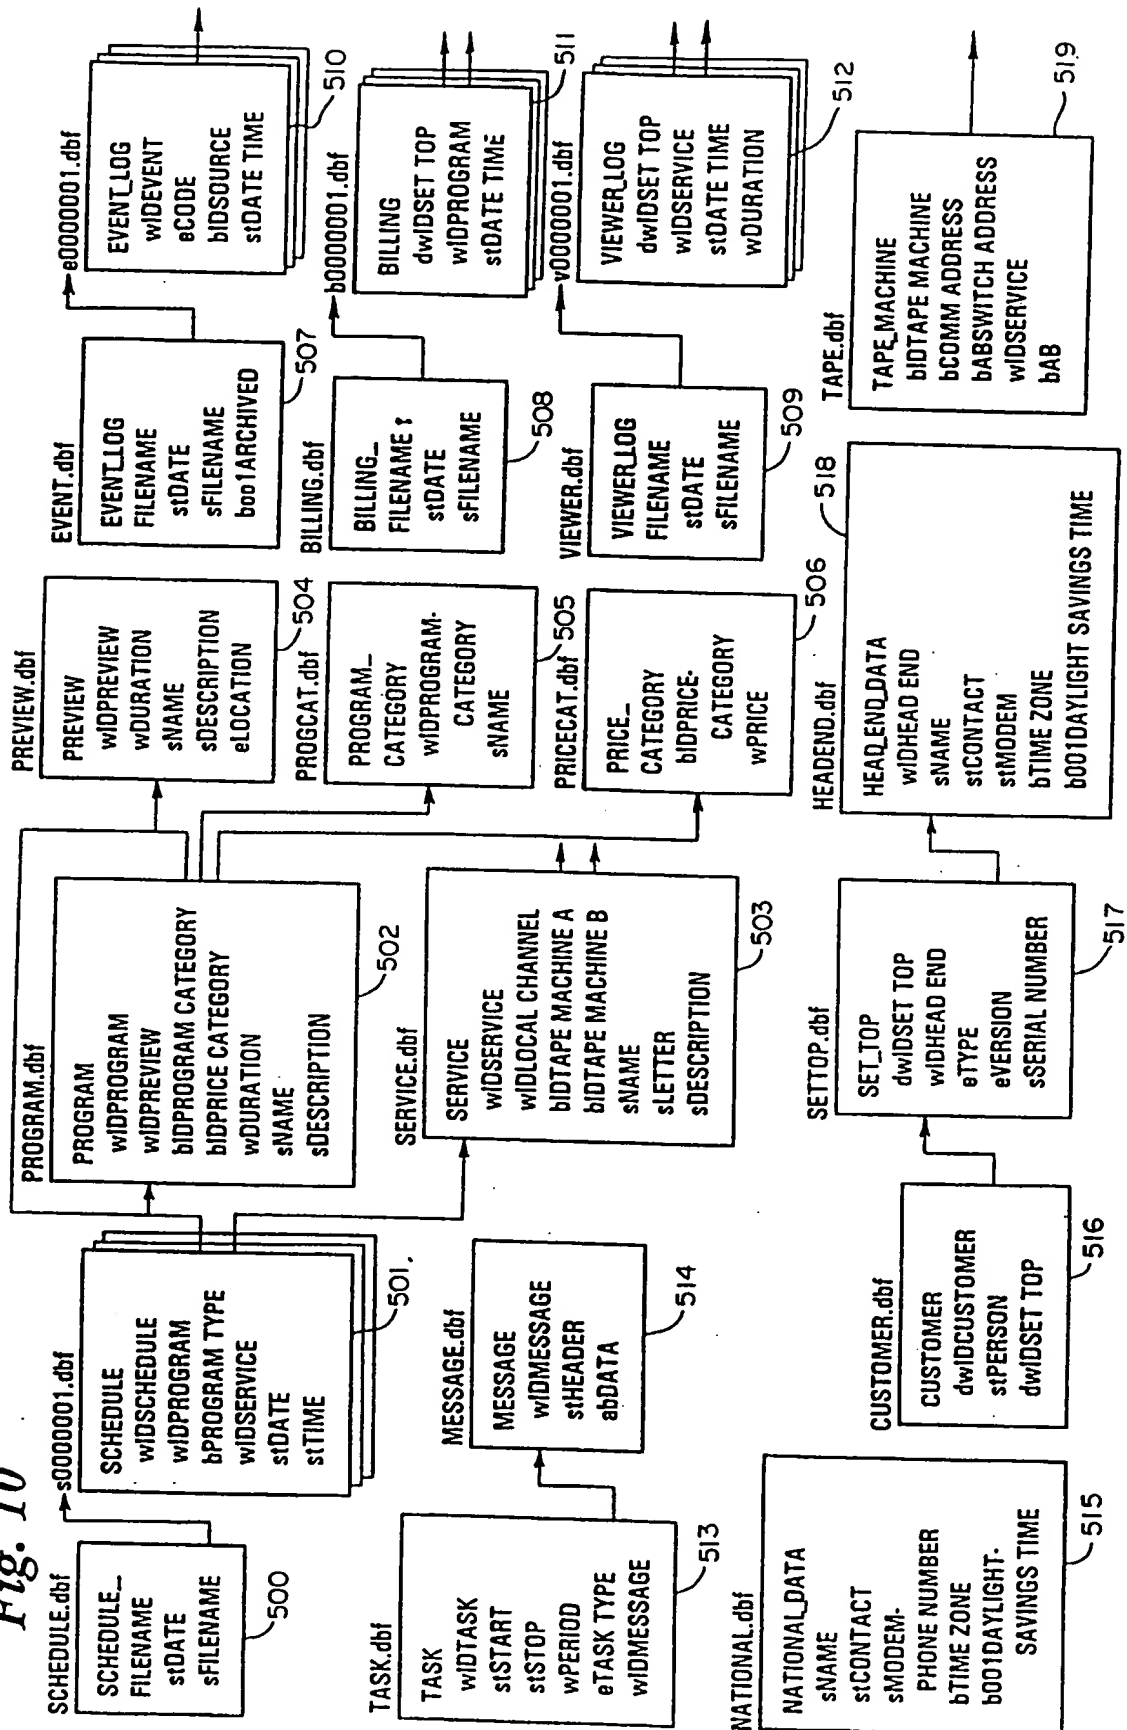 Fig. 10
SCHEDULE.dbf
SCHEDULE_
FILENAME
stDATE
sFILENAME
500
s0000001.dbf
SCHEDULE
wIDSCHEDULE
wIDPROGRAM
bPROGRAM TYPE
wIDSERVICE
stDATE
stTIME
501
PROGRAM.dbf
PROGRAM
wIDPROGRAM
wIDPREVIEW
bIDPROGRAM CATEGORY
bIDPRICE CATEGORY
wDURATION
sNAME
sDESCRIPTION
502
PREVIEW.dbf
PREVIEW
wIDPREVIEW
wDURATION
sNAME
sDESCRIPTION
eLOCATION
504
EVENT.dbf
EVENT_LOG
FILENAME
stDATE
sFILENAME
boo1ARCHIVED
507
e0000001.dbf
EVENT_LOG
wIDEVENT
eCODE
bIDSOURCE
stDATE TIME
510
PROGCAT.dbf
PROGRAM_
CATEGORY
wIDPROGRAM-
CATEGORY
sNAME
505
BILLING.dbf
BILLING_
FILENAME
stDATE
sFILENAME
508
b0000001.dbf
BILLING
dwIDSET TOP
wIDPROGRAM
stDATE TIME
511
TASK.dbf
TASK
wIDTASK
stSTART
stSTOP
wPERIOD
eTASK TYPE
wIDMESSAGE
513
MESSAGE.dbf
MESSAGE
wIDMESSAGE
stHEADER
abDATA
514
SERVICE.dbf
SERVICE
wIDSERVICE
wIDLOCAL CHANNEL
bIDTAPE MACHINE A
bIDTAPE MACHINE B
sNAME
sLETTER
sDESCRIPTION
503
PRICECAT.dbf
PRICE_
CATEGORY
bIDPRICE-
CATEGORY
wPRICE
506
VIEWER.dbf
VIEWER_LOG
FILENAME
stDATE
sFILENAME
509
v0000001.dbf
VIEWER_LOG
dwIDSET TOP
wIDSERVICE
stDATE TIME
wDURATION
512
NATIONAL.dbf
NATIONAL_DATA
sNAME
stCONTACT
sMODEM-
PHONE NUMBER
bTIME ZONE
b001DAYLIGHT-
SAVINGS TIME
515
CUSTOMER.dbf
CUSTOMER
dwIDCUSTOMER
stPERSON
dwIDSET TOP
516
SETTOP.dbf
SET_TOP
dwIDSET TOP
wIDHEAD END
eTYPE
eVERSION
sSERIAL NUMBER
517
HEADEND.dbf
HEAD_END_DATA
wIDHEAD END
sNAME
stCONTACT
stMODEM
bTIME ZONE
b001DAYLIGHT SAVINGS TIME
518
TAPE.dbf
TAPE_MACHINE
bIDTAPE MACHINE
bCOMM ADDRESS
bABSWITCH ADDRESS
wIDSERVICE
bAB
519